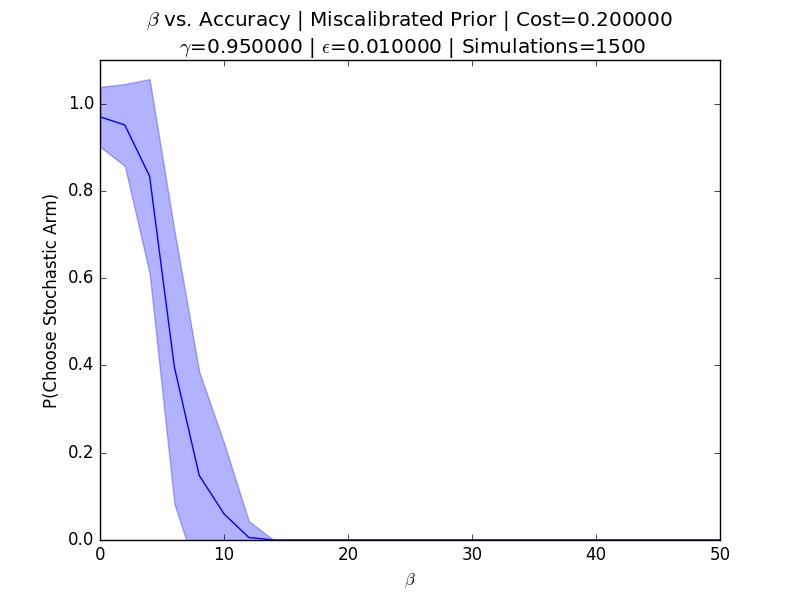 β vs. Accuracy | Miscalibrated Prior | Cost=0.200000
γ=0.950000 | ϵ=0.010000 | Simulations=1500
P(Choose Stochastic Arm)
1.0
0.8
0.6
0.4
0.2
0.0
0 10 20 30 40 50
β